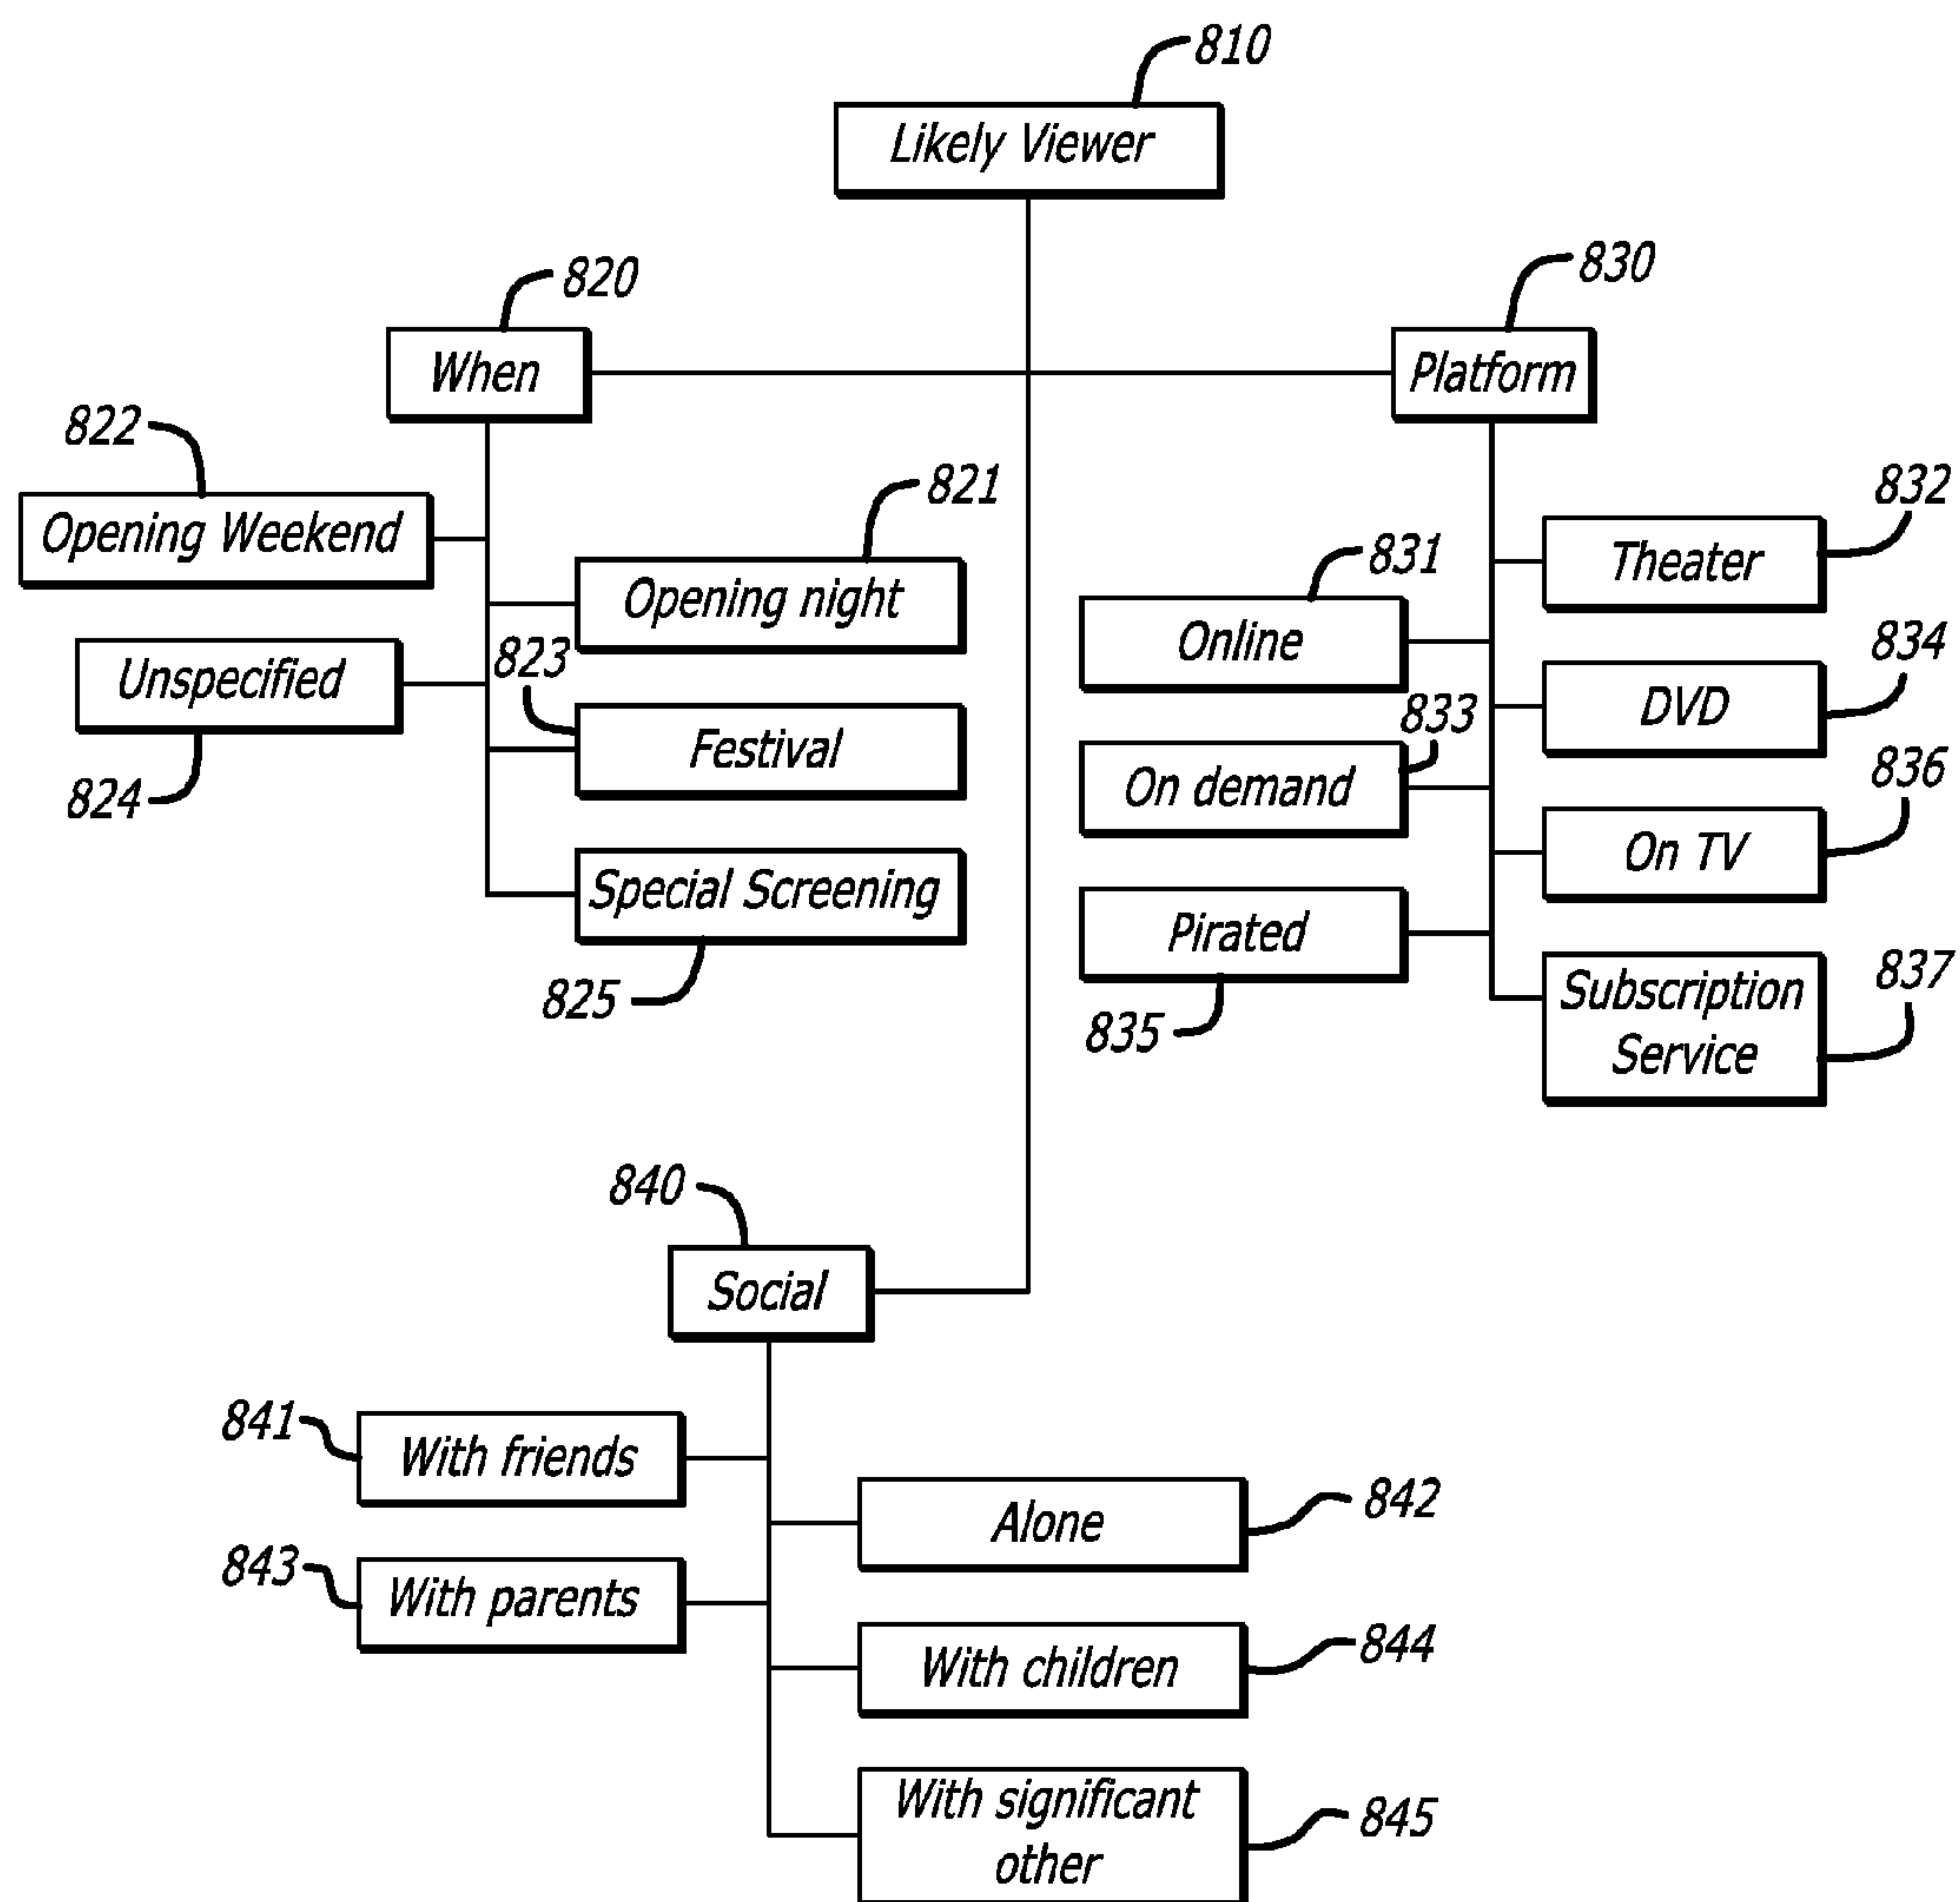 810
Likely Viewer
820
830
When
Platform
822
821
832
Opening Weekend
831
Theater
Opening night
Online
823
834
Unspecified
833
DVD
Festival
On demand
836
824
On TV
Special Screening
Pirated
837
825
835
Subscription
Service
840
Social
841
With friends
842
Alone
843
With parents
844
With children
With significant
other
845